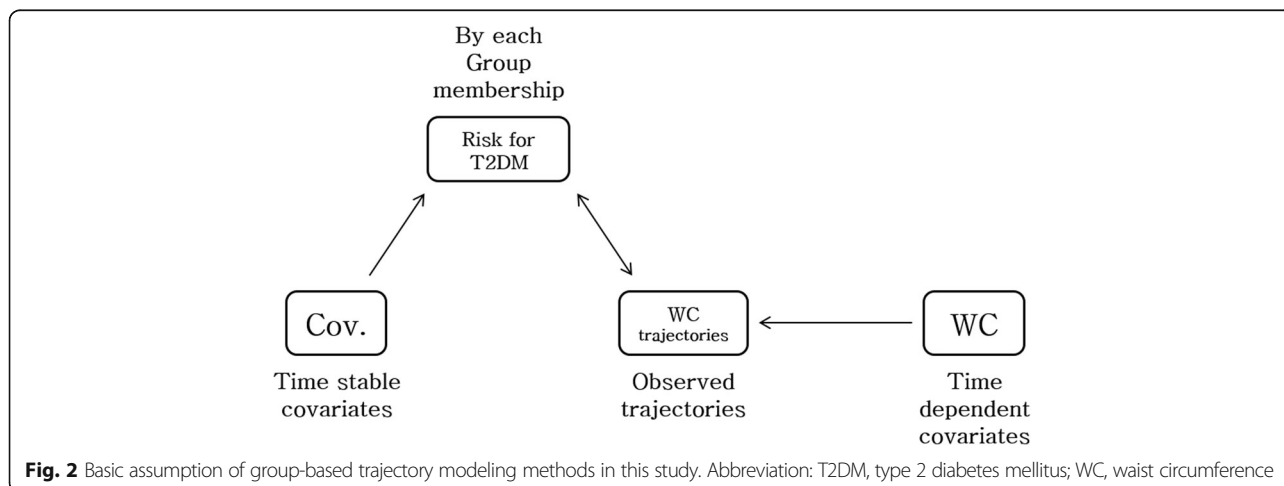 By each
Group
membership
Risk for
T2DM
Cov.
WC
trajectories
WC
Time stable
covariates
Observed
trajectories
Time
dependent
covariates
Fig. 2 Basic assumption of group-based trajectory modeling methods in this study. Abbreviation: T2DM, type 2 diabetes mellitus; WC, waist circumference